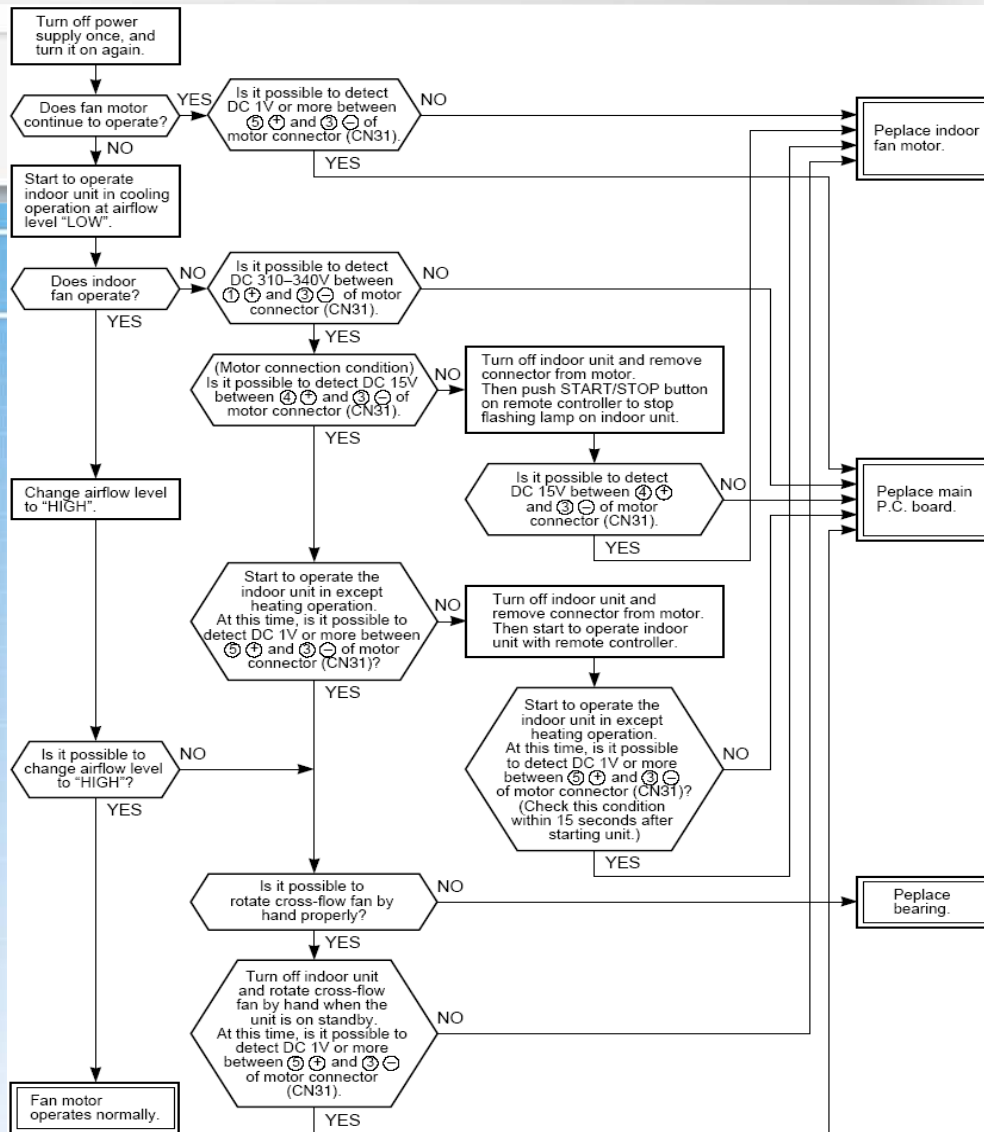 Turn off power
supply once, and
turn it on again.
Does fan motor
continue to operate?
YES
NO
Is it possible to detect
DC 1V or more between
⑤ ⊕ and ③ ⊖ of
motor connector (CN31).
NO
YES
Peplace indoor
fan motor.
Start to operate
indoor unit in cooling
operation at airflow
level “LOW”.
Does indoor
fan operate?
NO
YES
Is it possible to detect
DC 310–340V between
① ⊕ and ③ ⊖ of motor
connector (CN31).
NO
YES
(Motor connection condition)
Is it possible to detect DC 15V
between ④ ⊕ and ③ ⊖ of
motor connector (CN31).
NO
YES
Turn off indoor unit and remove
connector from motor.
Then push START/STOP button
on remote controller to stop
flashing lamp on indoor unit.
Is it possible to detect
DC 15V between ④ ⊕
and ③ ⊖ of motor
connector (CN31).
NO
YES
Peplace main
P.C. board.
Change airflow level
to “HIGH”.
Start to operate the
indoor unit in except
heating operation.
At this time, is it possible to
detect DC 1V or more between
⑤ ⊕ and ③ ⊖ of motor
connector (CN31)?
NO
YES
Turn off indoor unit and
remove connector from motor.
Then start to operate indoor
unit with remote controller.
Start to operate the
indoor unit in except
heating operation.
At this time, is it possible
to detect DC 1V or more
between ⑤ ⊕ and ③ ⊖
of motor connector (CN31)?
(Check this condition
within 15 seconds after
starting unit.)
NO
YES
Is it possible to
change airflow level
to “HIGH”?
NO
YES
Is it possible to
rotate cross-flow fan by
hand properly?
NO
YES
Peplace
bearing.
Turn off indoor unit
and rotate cross-flow
fan by hand when the
unit is on standby.
At this time, is it possible to
detect DC 1V or more
between ⑤ ⊕ and ③ ⊖
of motor connector
(CN31).
NO
YES
Fan motor
operates normally.